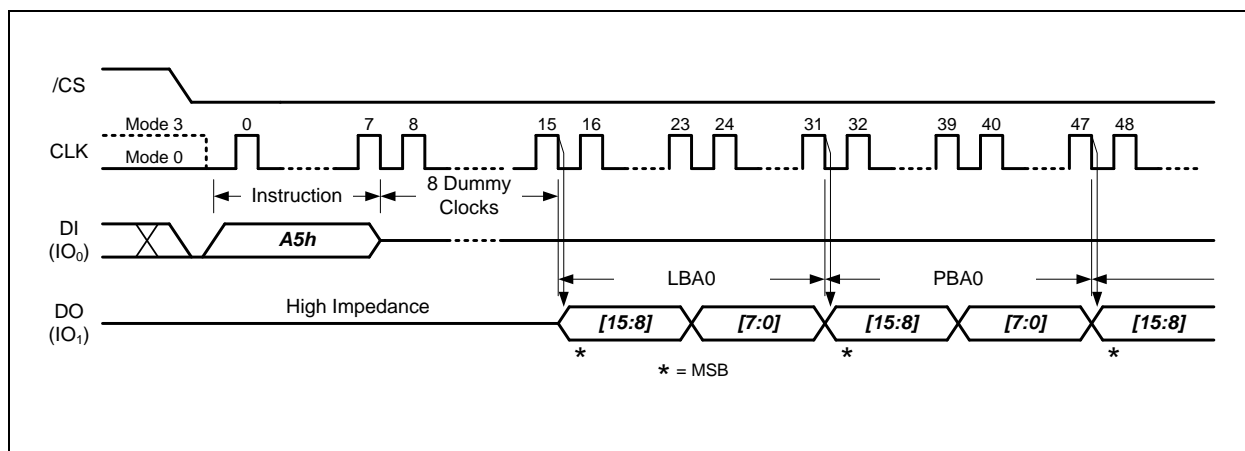 /CS
Mode 3
0 7 8 15 16 23 24 31 32 39 40 47 48
CLK
Mode 0
Instruction
8 Dummy
Clocks
DI
(IO0)
A5h
LBA0 PBA0
High Impedance
DO
(IO1)
[15:8] [7:0] [15:8] [7:0] [15:8]
* * *
* = MSB